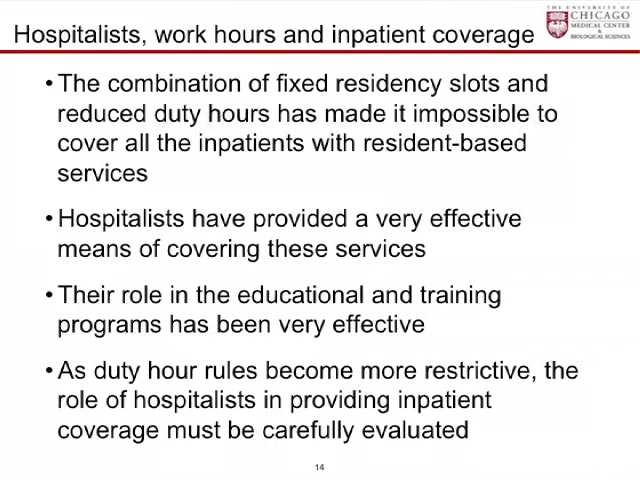 Hospitalists, work hours and inpatient coverage
THE UNIVERSITY OF
CHICAGO
MEDICAL CENTER
&
BIOLOGICAL SCIENCES
• The combination of fixed residency slots and
reduced duty hours has made it impossible to
cover all the inpatients with resident-based
services
• Hospitalists have provided a very effective
means of covering these services
• Their role in the educational and training
programs has been very effective
• As duty hour rules become more restrictive, the
role of hospitalists in providing inpatient
coverage must be carefully evaluated
14